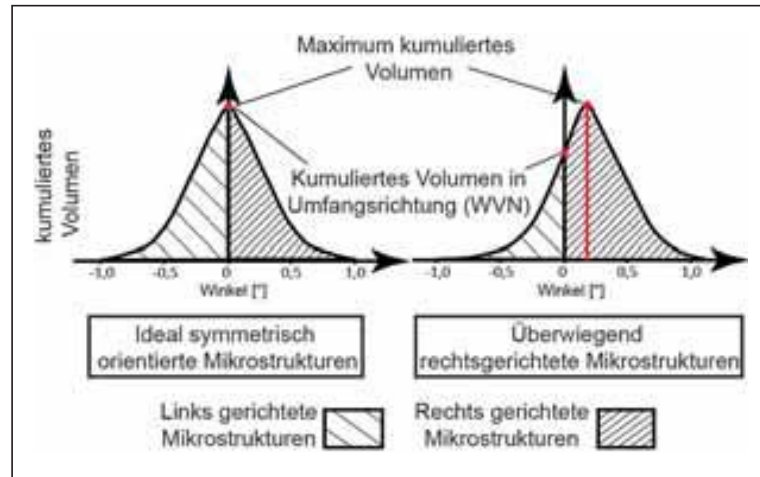 Maximum kumuliertes
Volumen
kumuliertes
Volumen
Kumuliertes Volumen in
Umfangsrichtung (WVN)
-1,0 -0,5 0 0,5 1,0
Winkel [°]
-1,0 -0,5 0 0,5 1,0
Winkel [°]
Ideal symmetrisch
orientierte Mikrostrukturen
Überwiegend
rechtsgerichtete Mikrostrukturen
Links gerichtete
Mikrostrukturen
Rechts gerichtete
Mikrostrukturen